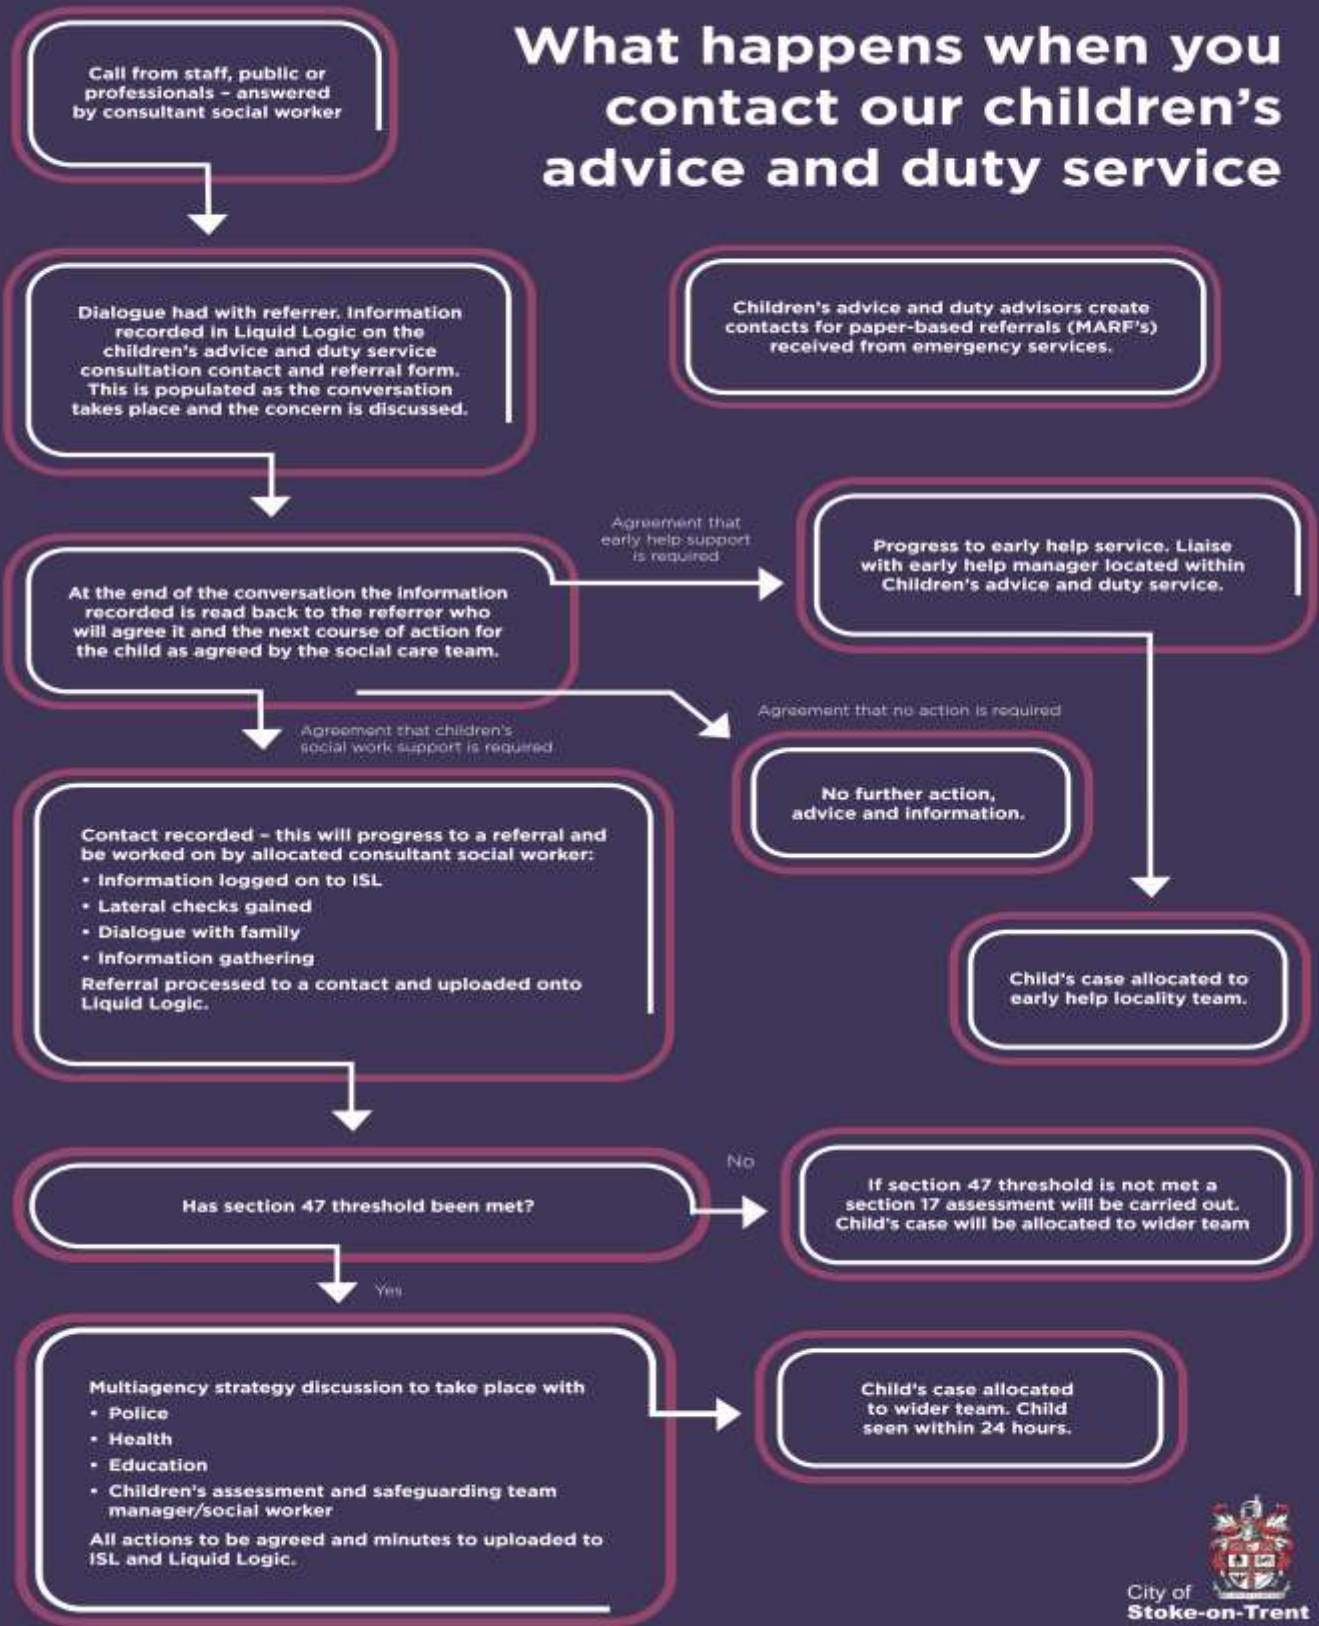 What happens when you
contact our children's
advice and duty service
Call from staff, public or
professionals – answered
by consultant social worker
Dialogue had with referrer. Information
recorded in Liquid Logic on the
children's advice and duty service
consultation contact and referral form.
This is populated as the conversation
takes place and the concern is discussed.
Children's advice and duty advisors create
contacts for paper-based referrals (MARF's)
received from emergency services.
At the end of the conversation the information
recorded is read back to the referrer who
will agree it and the next course of action for
the child as agreed by the social care team.
Agreement that
early help support
is required
Progress to early help service. Liaise
with early help manager located within
Children's advice and duty service.
Agreement that children's
social work support is required
Agreement that no action is required
No further action,
advice and information.
Contact recorded – this will progress to a referral and
be worked on by allocated consultant social worker:
• Information logged on to ISL
• Lateral checks gained
• Dialogue with family
• Information gathering
Referral processed to a contact and uploaded onto
Liquid Logic.
Child's case allocated to
early help locality team.
Has section 47 threshold been met?
No
If section 47 threshold is not met a
section 17 assessment will be carried out.
Child's case will be allocated to wider team
Yes
Multiagency strategy discussion to take place with
• Police
• Health
• Education
• Children's assessment and safeguarding team
manager/social worker
All actions to be agreed and minutes to uploaded to
ISL and Liquid Logic.
Child's case allocated
to wider team. Child
seen within 24 hours.
City of
Stoke-on-Trent